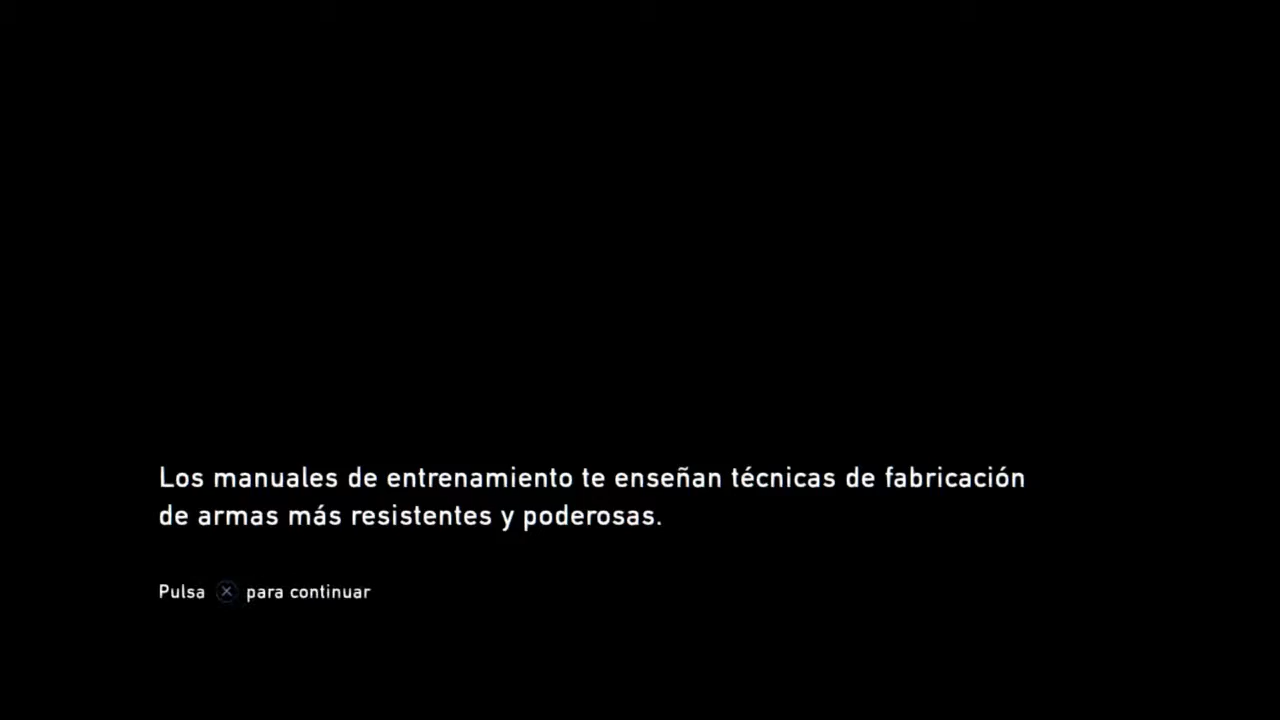 Los manuales de entrenamiento te enseñan técnicas de fabricación
de armas más resistentes y poderosas.
Pulsa ⓧ para continuar